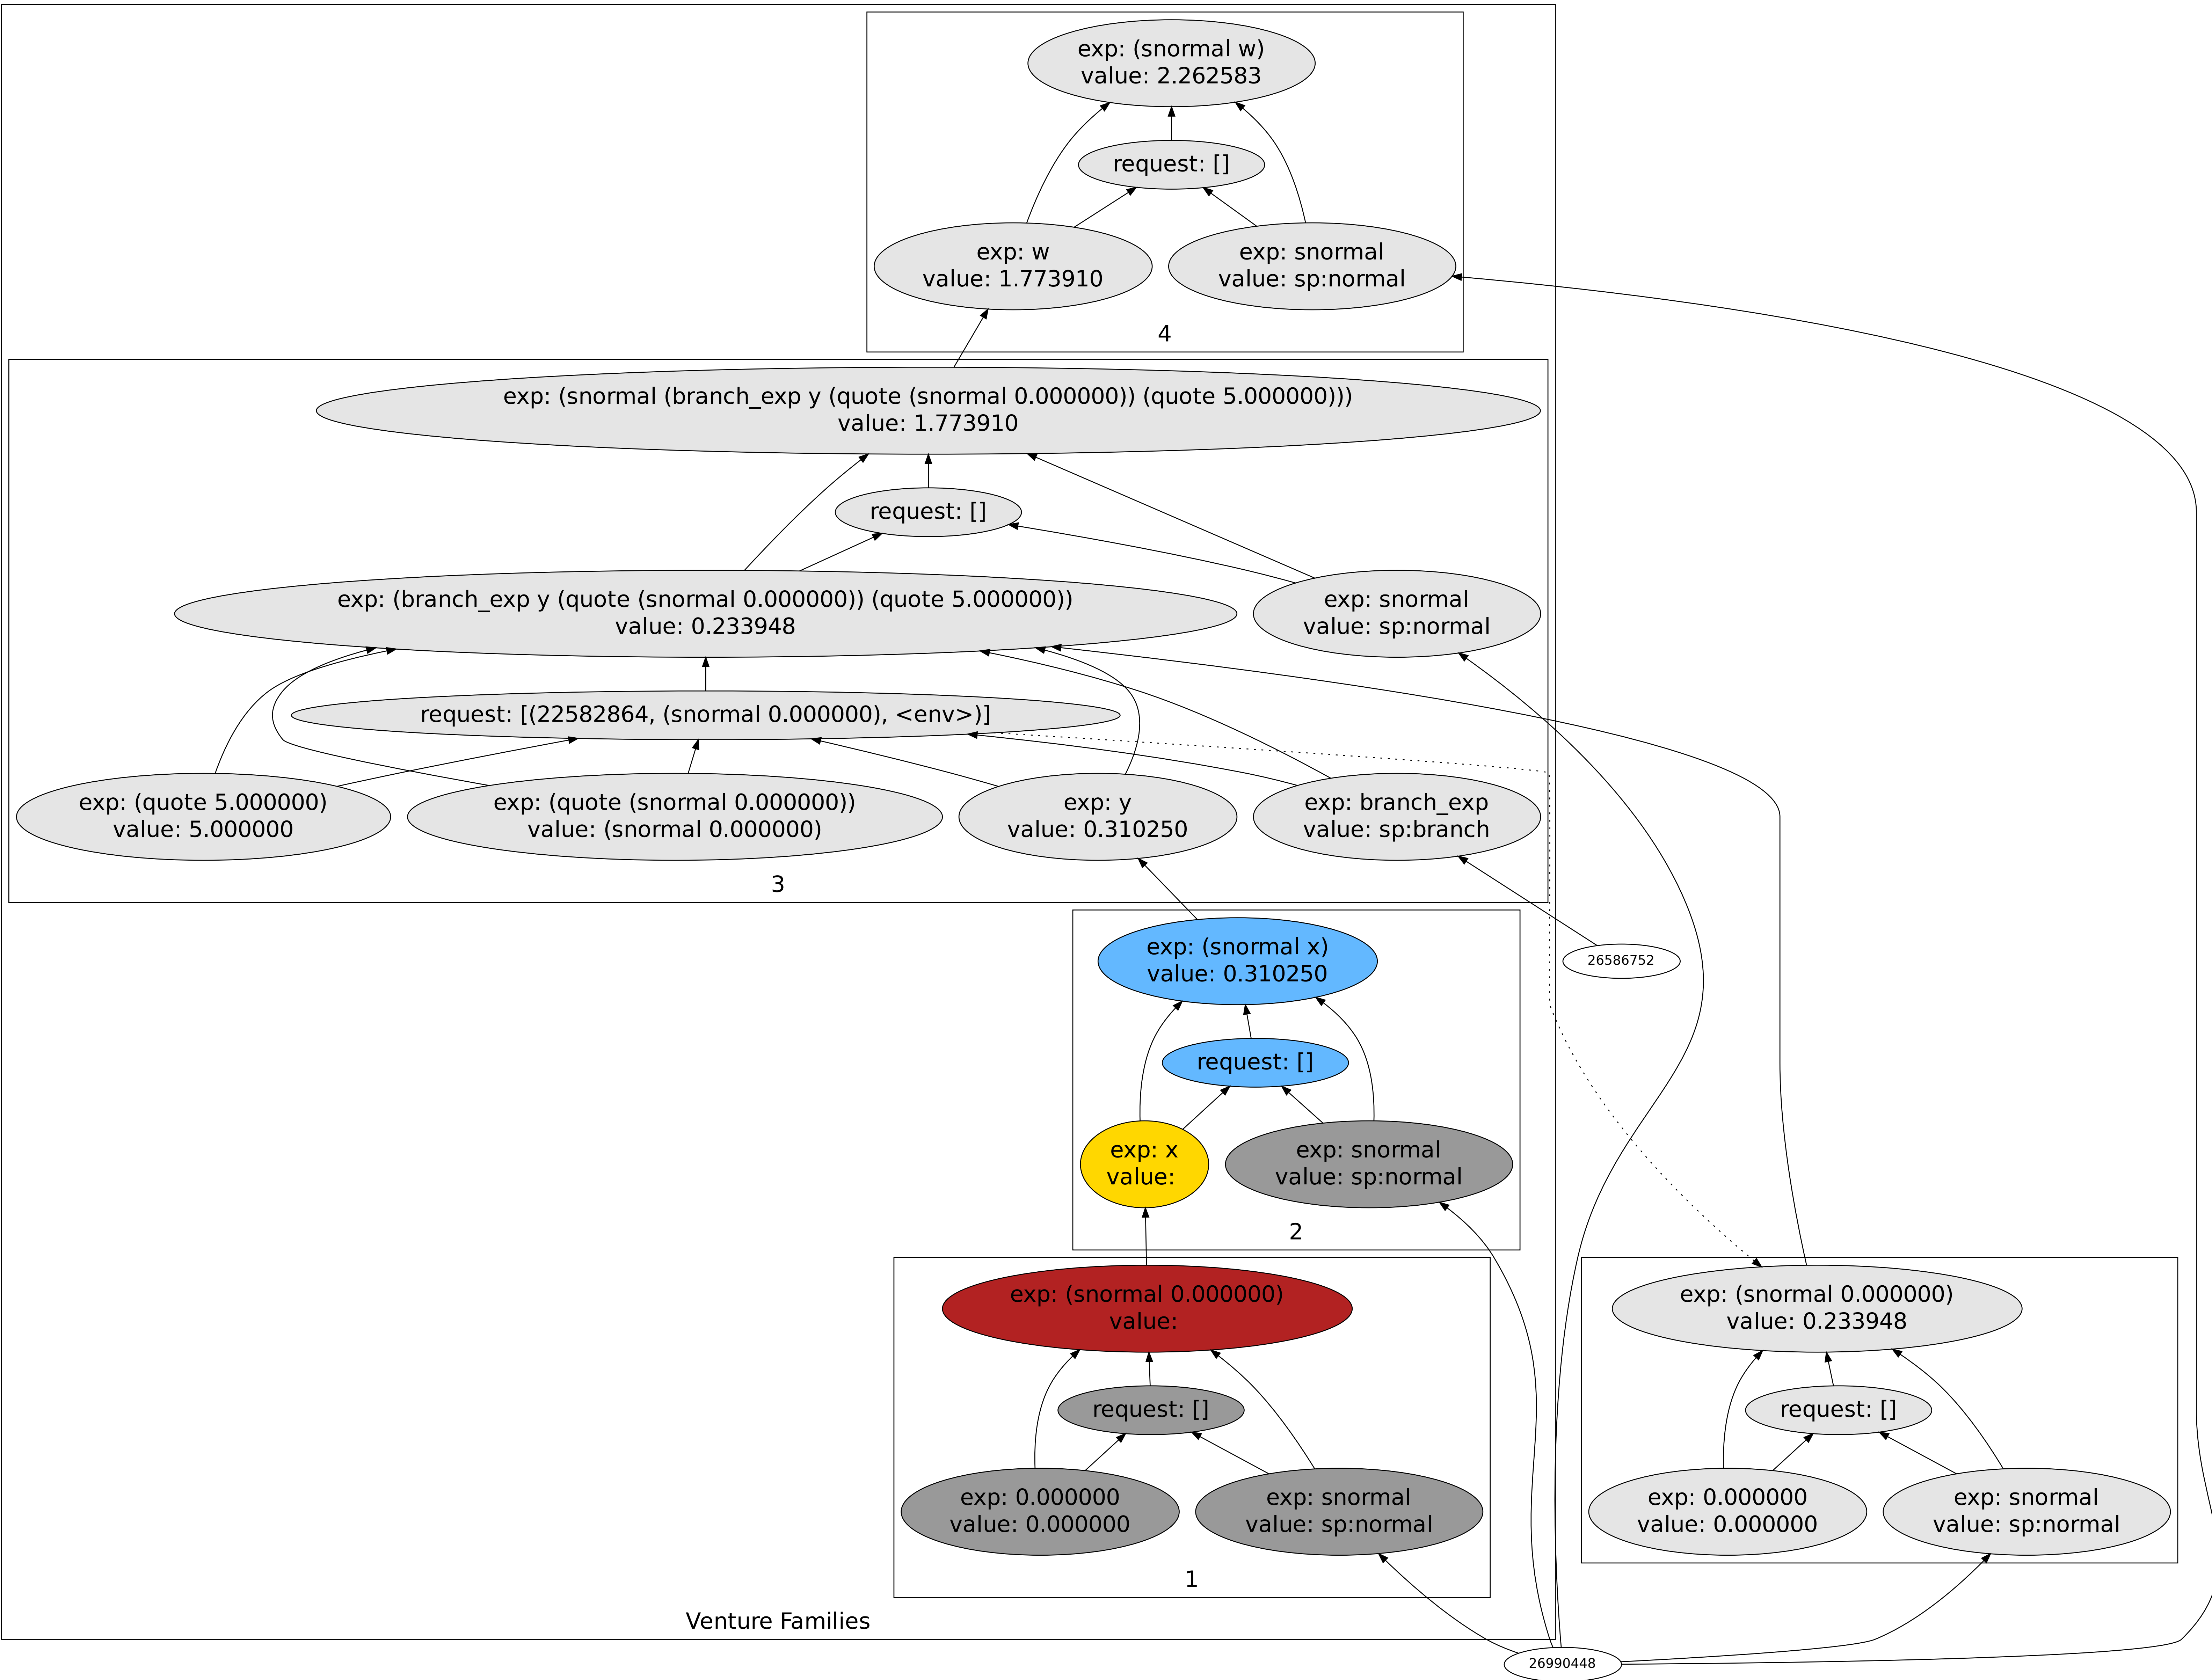 exp: (snormal w)
value: 2.262583
request: []
exp: w
value: 1.773910
exp: snormal
value: sp:normal
4
exp: (snormal (branch_exp y (quote (snormal 0.000000)) (quote 5.000000)))
value: 1.773910
request: []
exp: (branch_exp y (quote (snormal 0.000000)) (quote 5.000000))
value: 0.233948
exp: snormal
value: sp:normal
request: [(22582864, (snormal 0.000000), <env>)]
exp: (quote 5.000000)
value: 5.000000
exp: (quote (snormal 0.000000))
value: (snormal 0.000000)
exp: y
value: 0.310250
exp: branch_exp
value: sp:branch
3
exp: (snormal x)
value: 0.310250
26586752
request: []
exp: x
value:
exp: snormal
value: sp:normal
2
exp: (snormal 0.000000)
value:
exp: (snormal 0.000000)
value: 0.233948
request: []
request: []
exp: 0.000000
value: 0.000000
exp: snormal
value: sp:normal
exp: 0.000000
value: 0.000000
exp: snormal
value: sp:normal
1
Venture Families
26990448